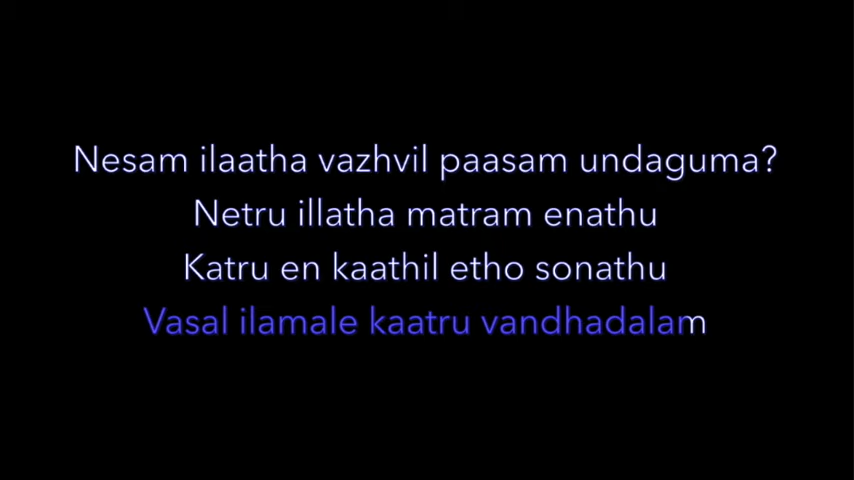 Nesam ilaatha vazhvil paasam undaguma?
Netru illatha matram enathu
Katru en kaathil etho sonathu
Vasal ilamale kaatru vandhadalam